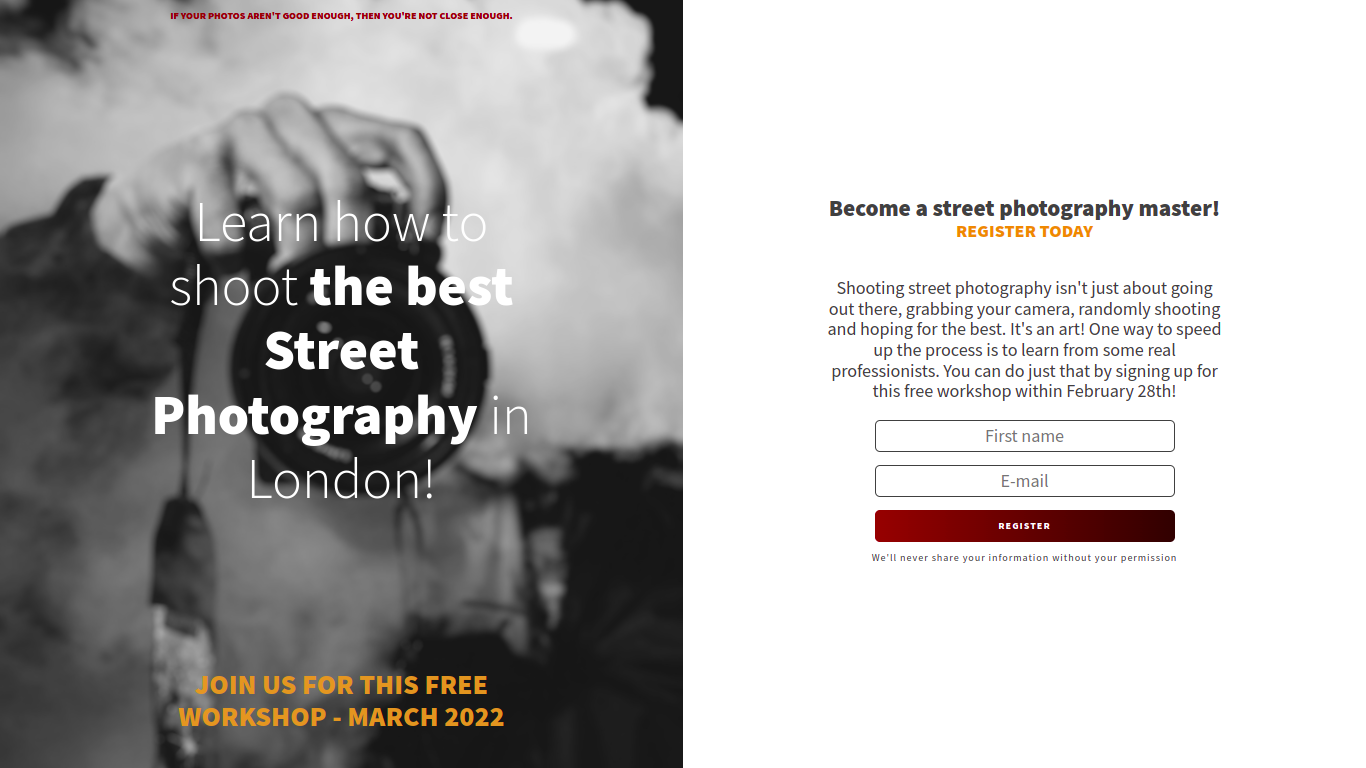 IF YOUR PHOTOS AREN'T GOOD ENOUGH, THEN YOU'RE NOT CLOSE ENOUGH.
Learn how to
shoot the best
Street
Photography in
London!
JOIN US FOR THIS FREE
WORKSHOP - MARCH 2022
Become a street photography master!
REGISTER TODAY
Shooting street photography isn't just about going
out there, grabbing your camera, randomly shooting
and hoping for the best. It's an art! One way to speed
up the process is to learn from some real
professionists. You can do just that by signing up for
this free workshop within February 28th!
First name
E-mail
REGISTER
We'll never share your information without your permission